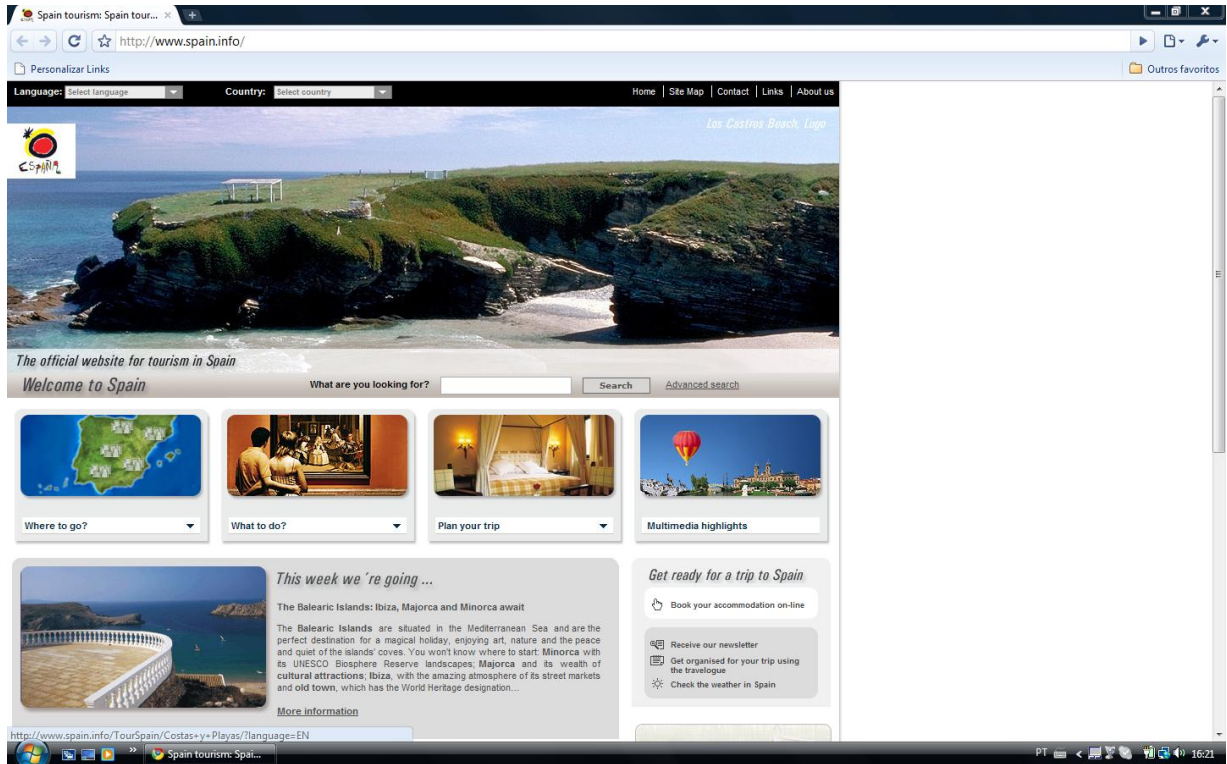 Spain tourism: Spain tour...
http://www.spain.info/
Personalizar Links
Outros favoritos
Language: Select language
Country: Select country
Home | Site Map | Contact | Links | About us
Los Castros Beach, Lugo
ESPAÑA
The official website for tourism in Spain
Welcome to Spain
What are you looking for?
Search
Advanced search
Where to go?
What to do?
Plan your trip
Multimedia highlights
This week we´re going ...
The Balearic Islands: Ibiza, Majorca and Minorca await
The Balearic Islands are situated in the Mediterranean Sea and are the
perfect destination for a magical holiday, enjoying art, nature and the peace
and quiet of the islands' coves. You won't know where to start: Minorca with
its UNESCO Biosphere Reserve landscapes; Majorca and its wealth of
cultural attractions; Ibiza, with the amazing atmosphere of its street markets
and old town, which has the World Heritage designation...
More information
Get ready for a trip to Spain
Book your accommodation on-line
Receive our newsletter
Get organised for your trip using
the travelogue
Check the weather in Spain
http://www.spain.info/TourSpain/Costas+y+Playas/?language=EN
Spain tourism: Spai...
PT
16:21